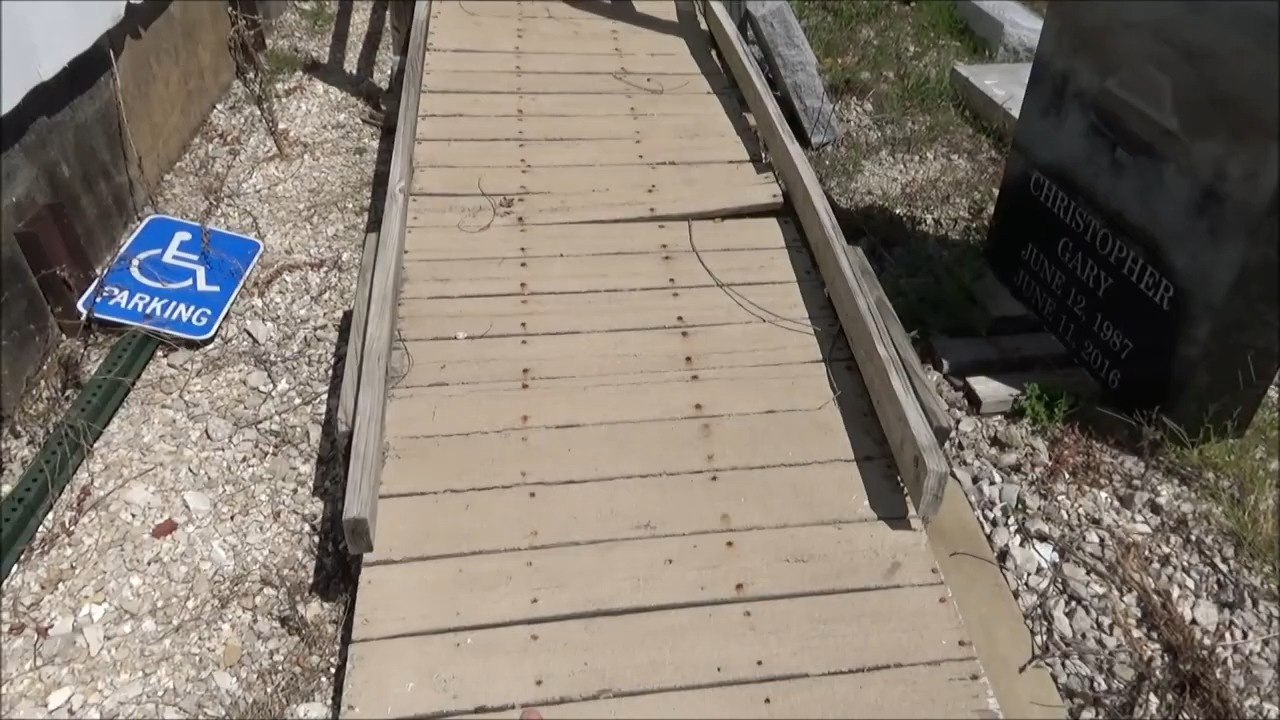 PARKING
CHRISTOPHER
GARY
JUNE 12, 1987
JUNE 11, 2016